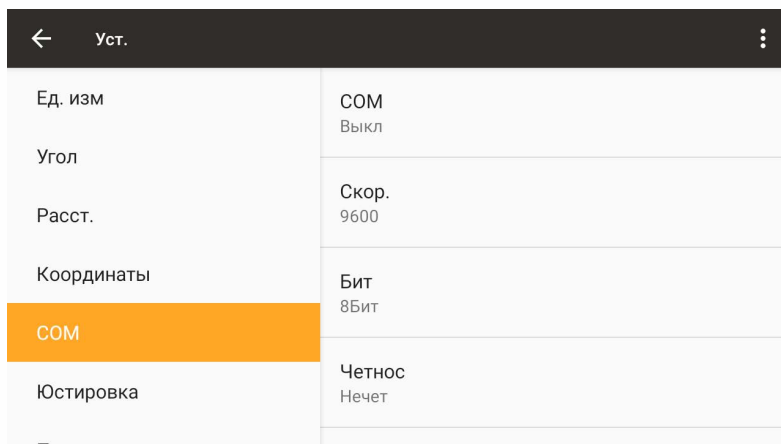 Уст.
Ед. изм
Угол
Расст.
Координаты
COM
Юстировка
COM
Выкл
Скор.
9600
Бит
8Бит
Четнос
Нечет